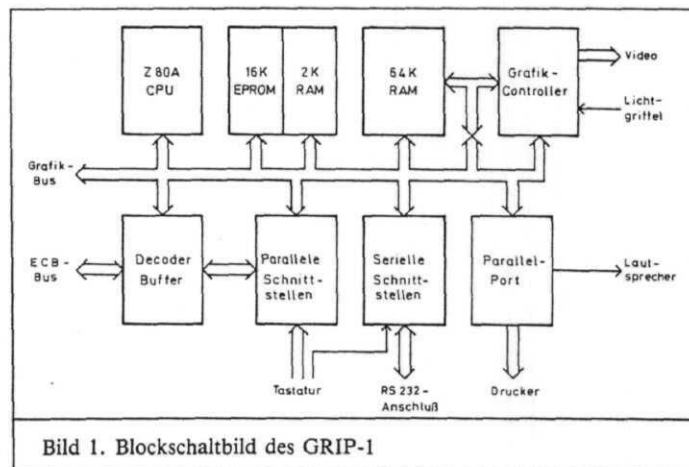 Z 80A
CPU
16K
EPROM
2K
RAM
64K
RAM
Grafik-
Controller
Video
Licht-
griffel
Grafik-
Bus
ECB-
Bus
Decoder
Buffer
Parallele
Schnitt-
stellen
Serielle
Schnitt-
stellen
Parallel-
Port
Laut-
sprecher
Tastatur
RS 232-
Anschluß
Drucker
Bild 1. Blockschaltbild des GRIP-1